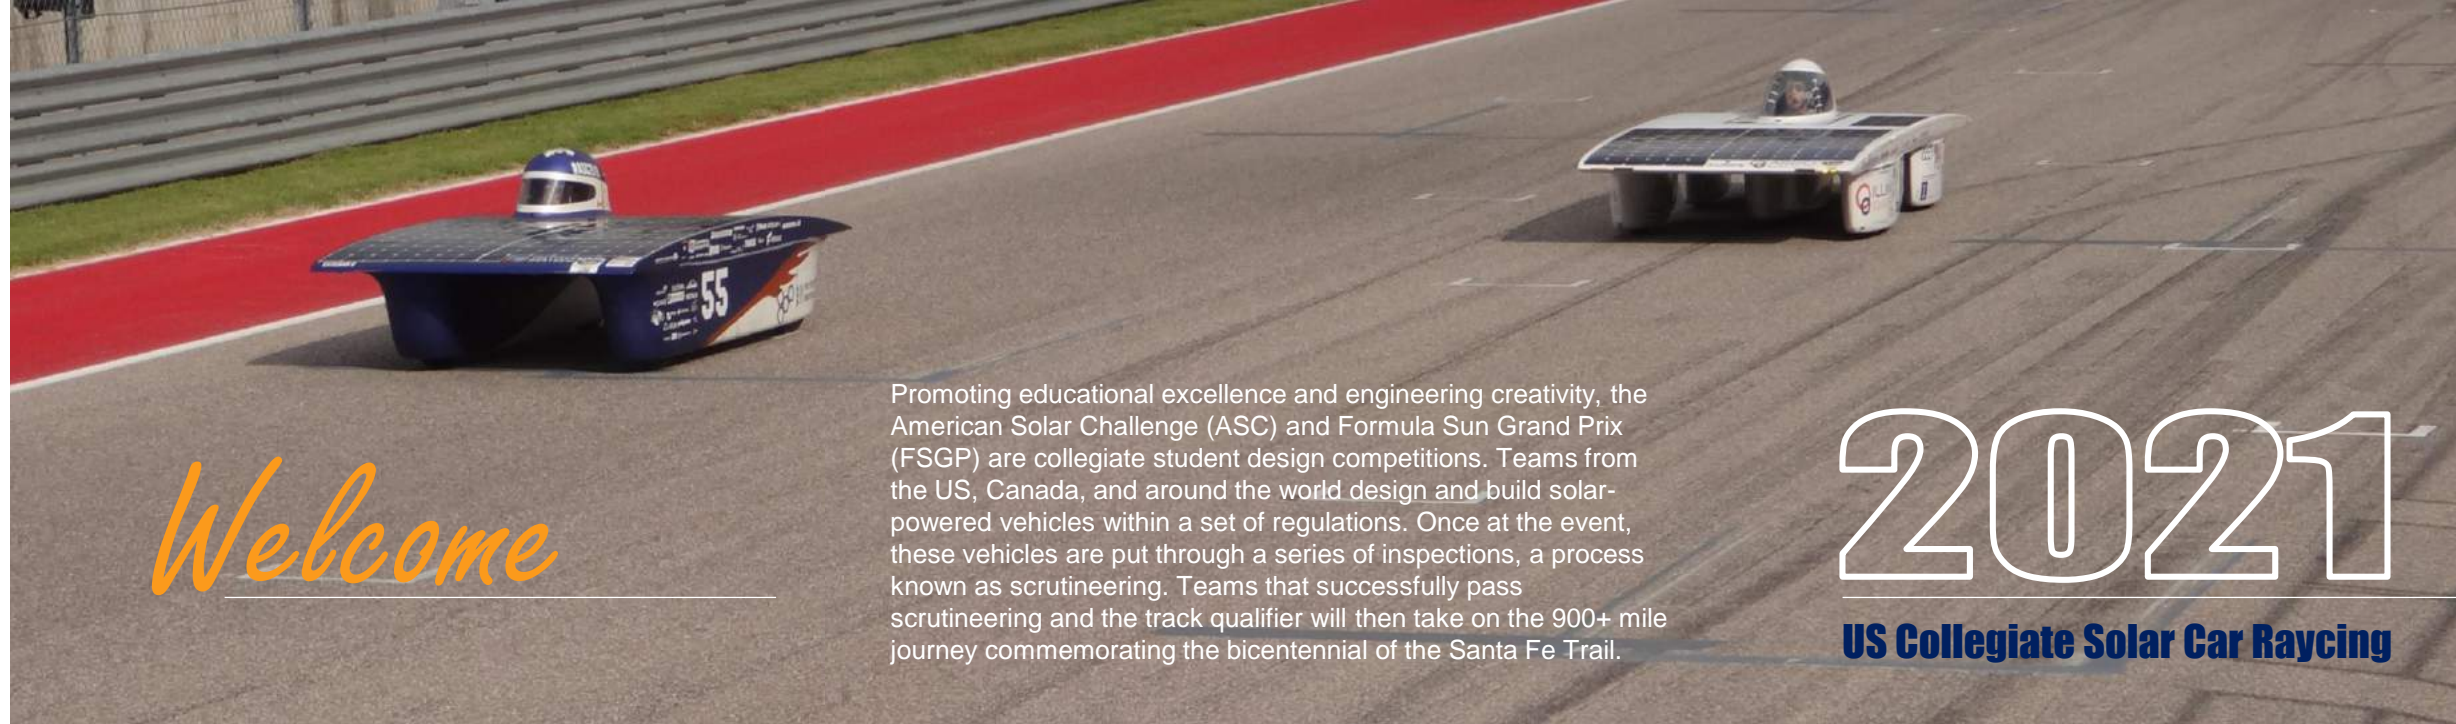 55
Welcome
Promoting educational excellence and engineering creativity, the
American Solar Challenge (ASC) and Formula Sun Grand Prix
(FSGP) are collegiate student design competitions. Teams from
the US, Canada, and around the world design and build solar-
powered vehicles within a set of regulations. Once at the event,
these vehicles are put through a series of inspections, a process
known as scrutineering. Teams that successfully pass
scrutineering and the track qualifier will then take on the 900+ mile
journey commemorating the bicentennial of the Santa Fe Trail.
2021
US Collegiate Solar Car Raycing